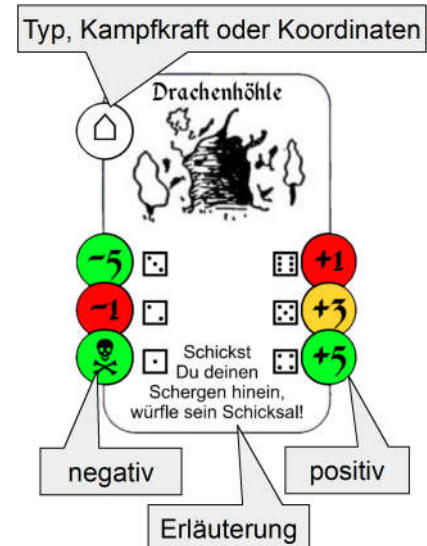 Typ, Kampfkraft oder Koordinaten
Drachenhöhle
-5
+1
-1
+3
+5
Schickst
Du deinen
Schergen hinein,
würfle sein Schicksal!
negativ
positiv
Erläuterung